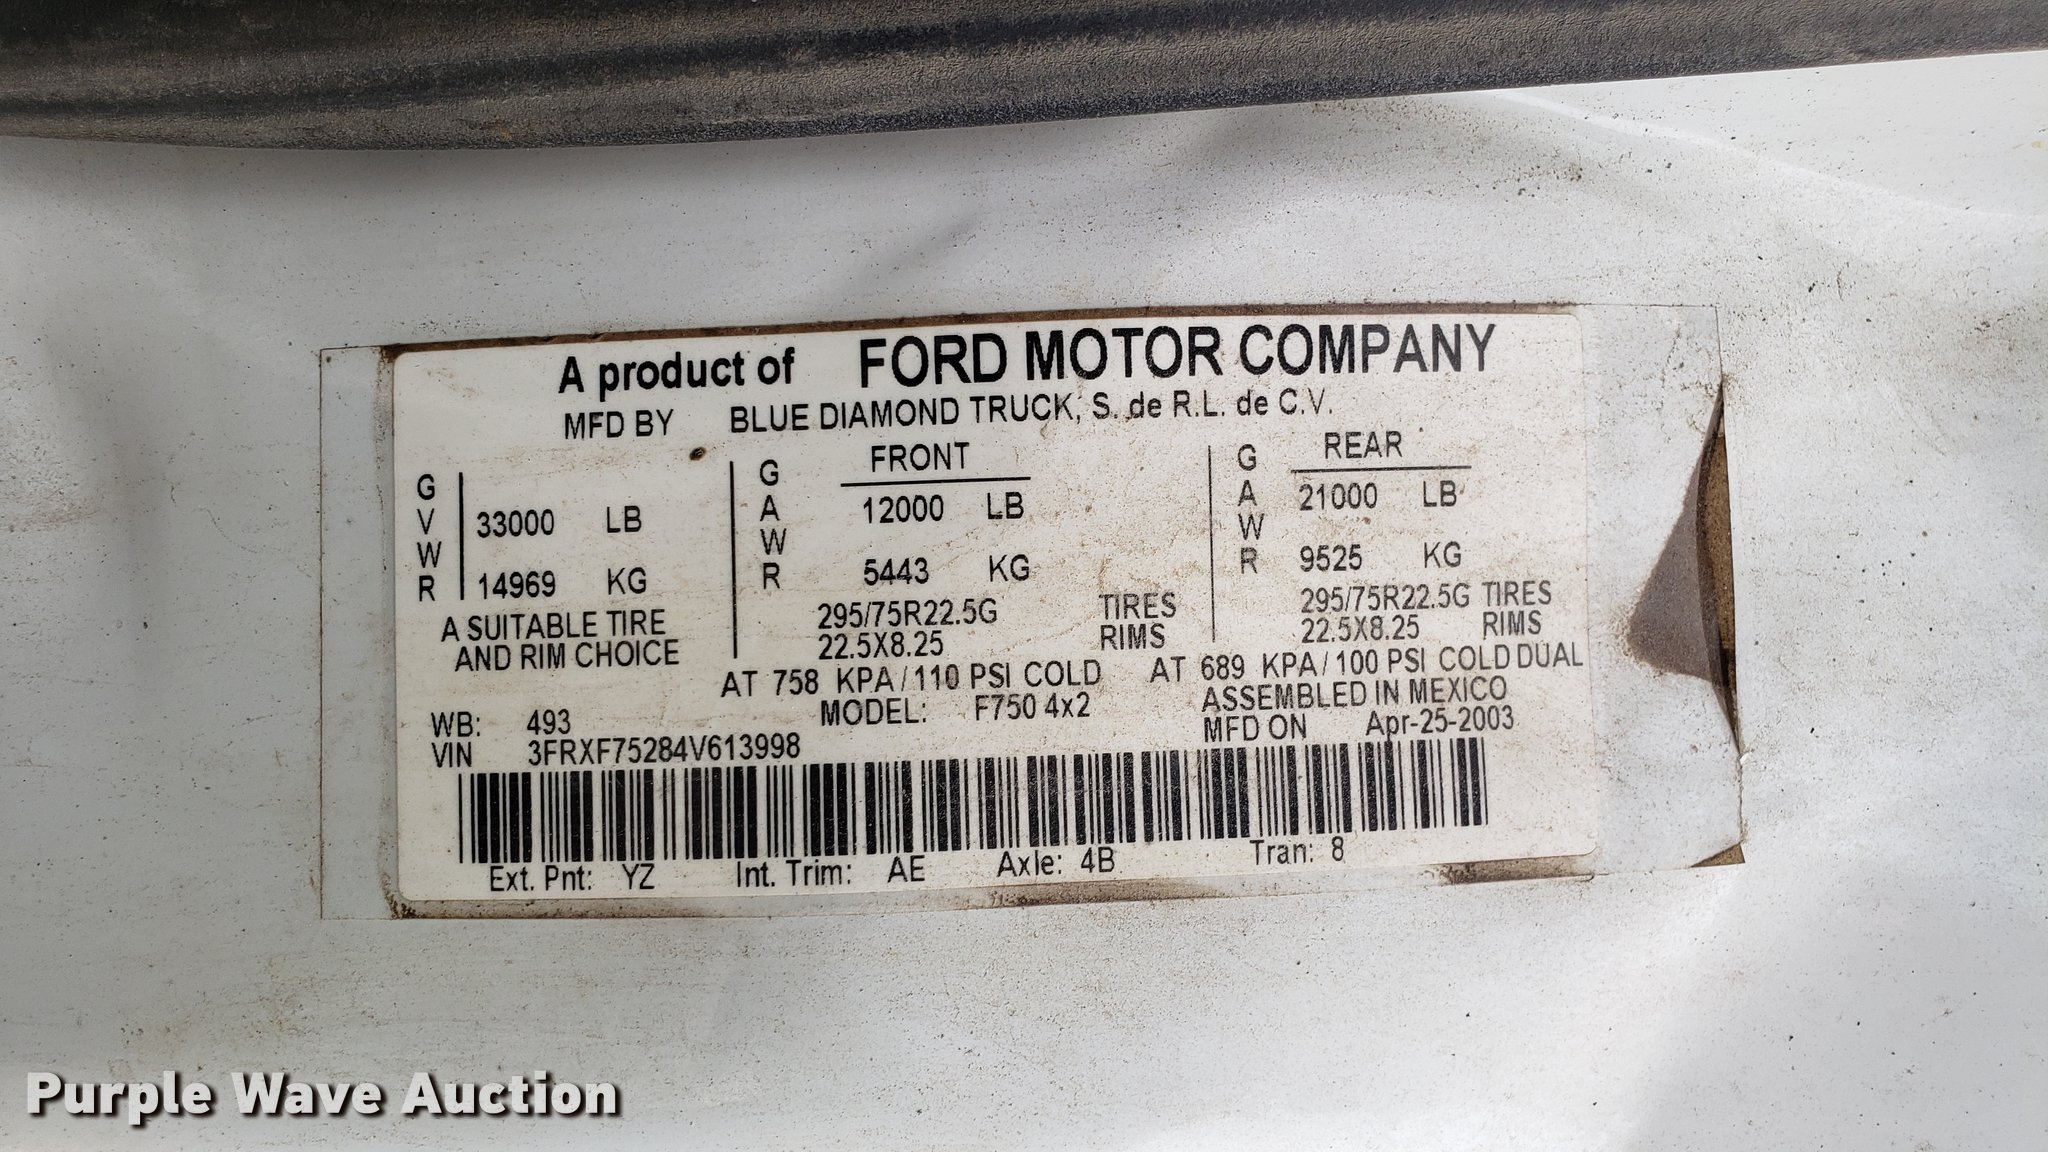 A product of FORD MOTOR COMPANY
MFD BY BLUE DIAMOND TRUCK, S. de R.L. de C.V.
GVWR 33000 LB
14969 KG
GAWR FRONT
12000 LB
5443 KG
GAWR REAR
21000 LB
9525 KG
A SUITABLE TIRE
AND RIM CHOICE
295/75R22.5G TIRES
22.5X8.25 RIMS
295/75R22.5G TIRES
22.5X8.25 RIMS
AT 758 KPA/110 PSI COLD AT 689 KPA/100 PSI COLD DUAL
WB: 493 MODEL: F750 4x2 ASSEMBLED IN MEXICO
VIN 3FRXF75284V613998 MFD ON Apr-25-2003
Ext. Pnt: YZ Int. Trim: AE Axle: 4B Tran: 8
Purple Wave Auction